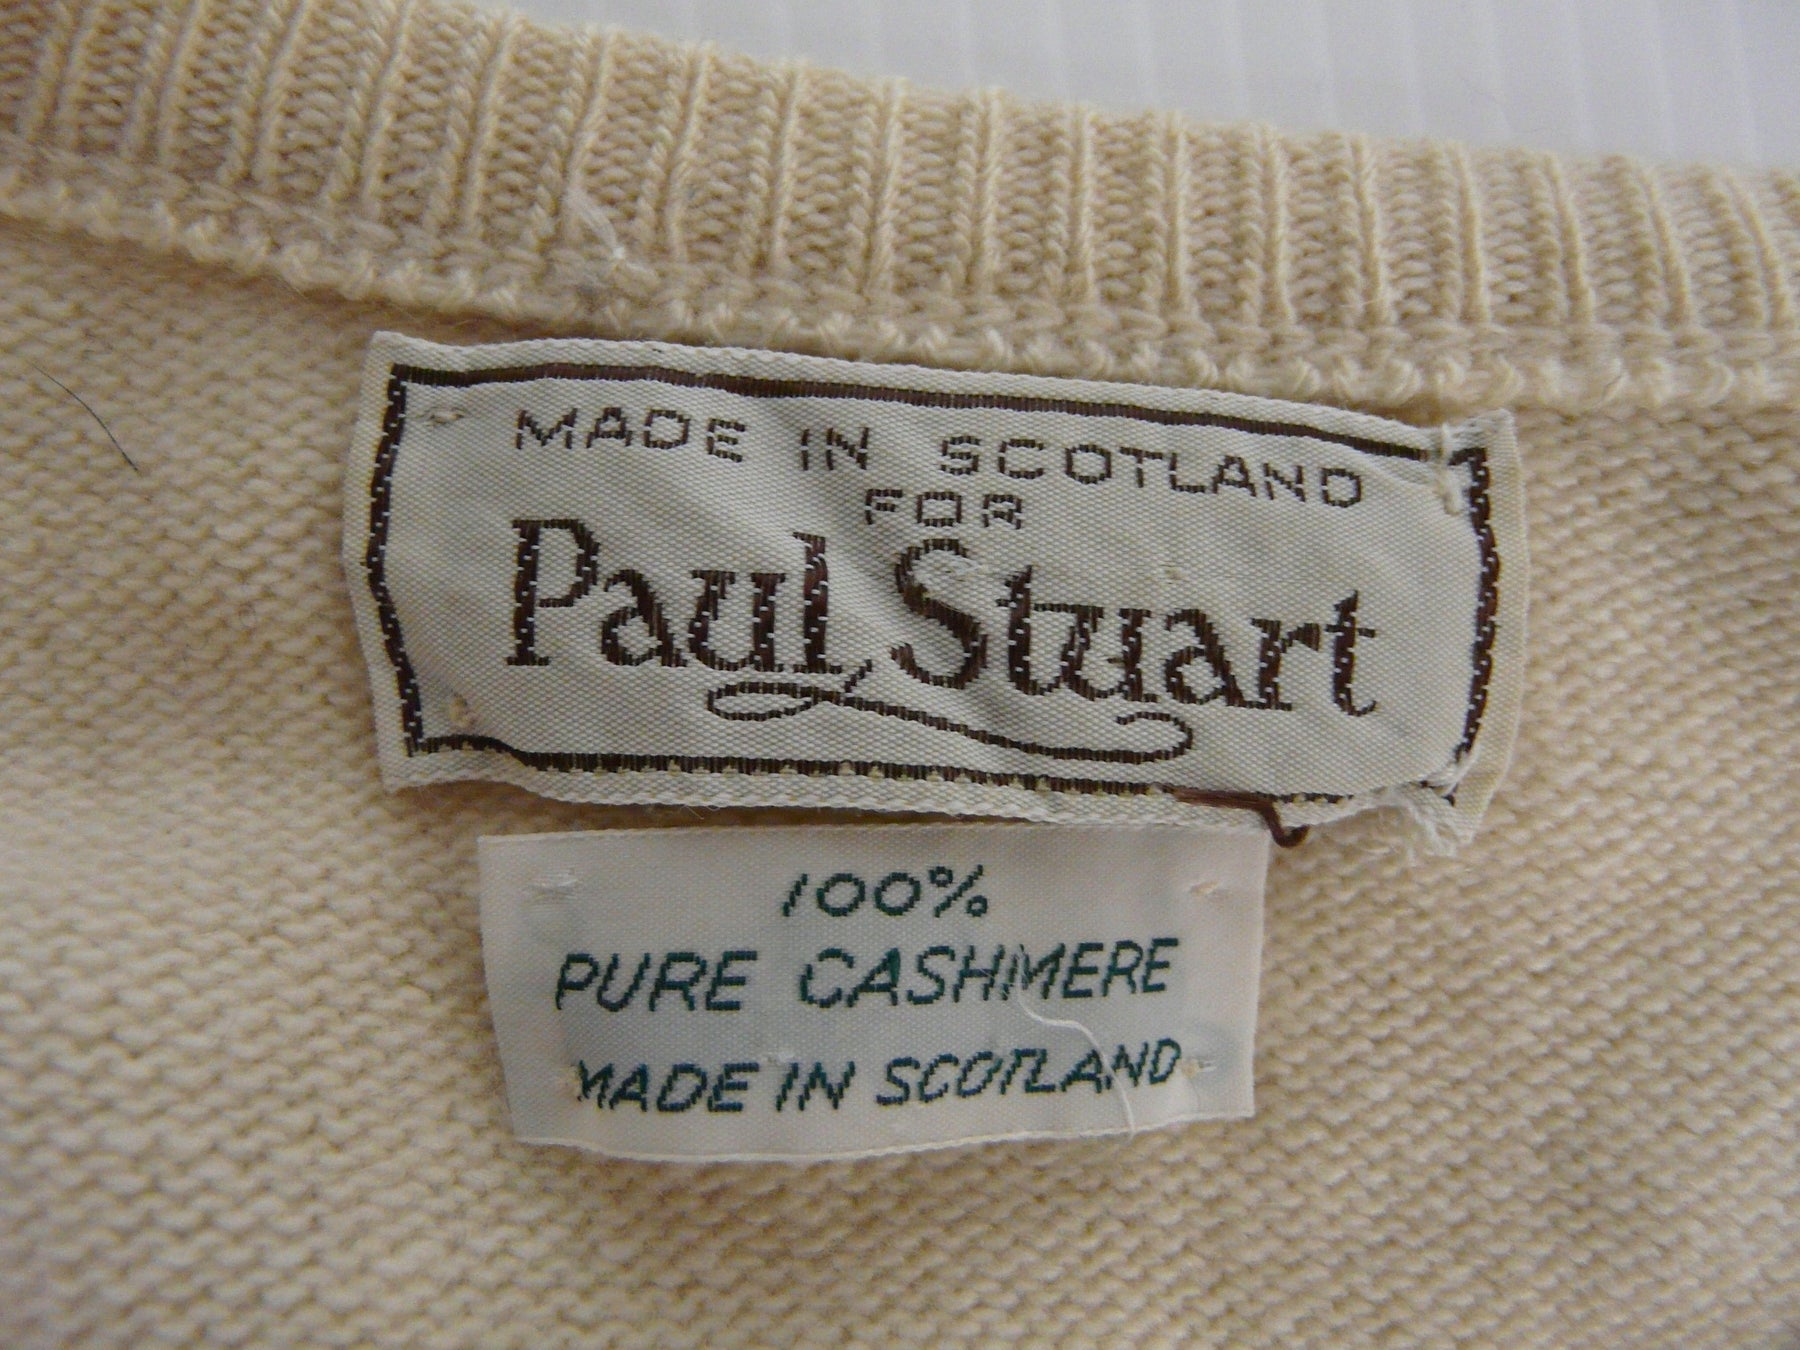 MADE IN SCOTLAND
FOR
Paul Stuart
100%
PURE CASHMERE
MADE IN SCOTLAND